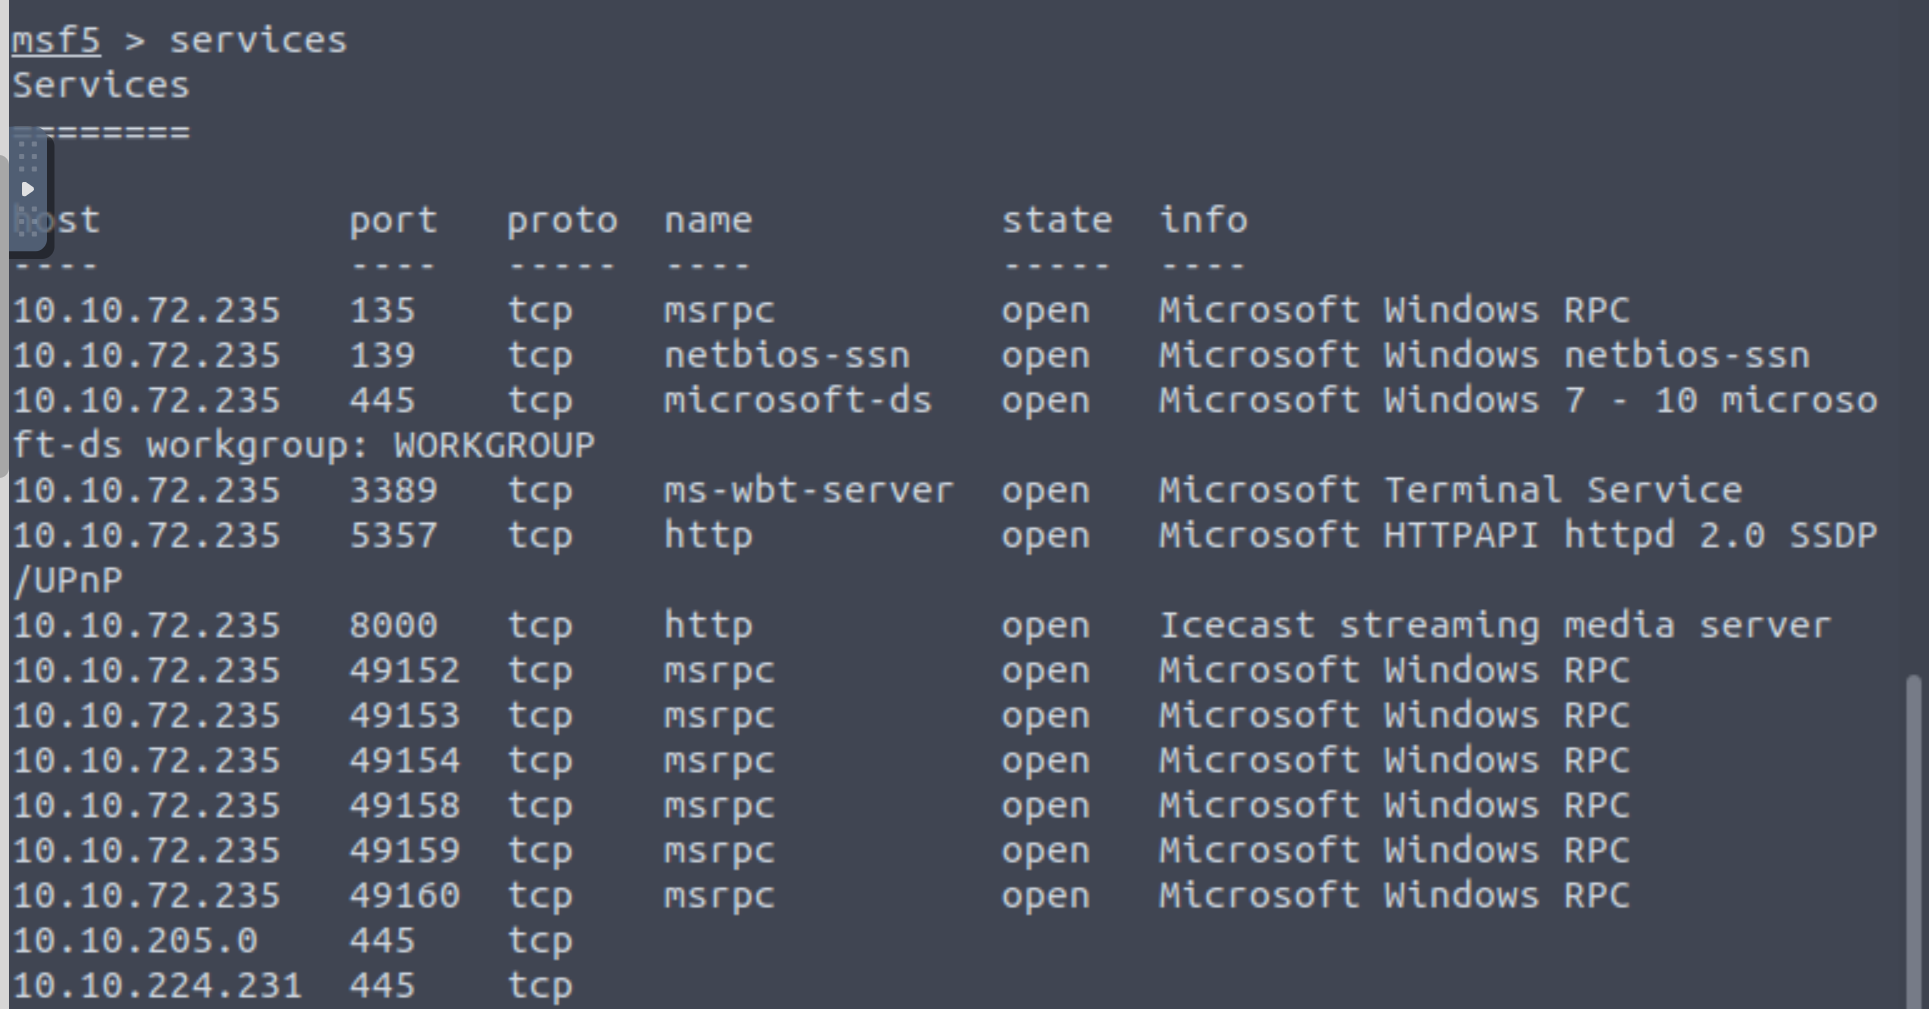 msf5 > services
Services
========
host port proto name state info
---- ---- ----- ---- ----- ----
10.10.72.235 135 tcp msrpc open Microsoft Windows RPC
10.10.72.235 139 tcp netbios-ssn open Microsoft Windows netbios-ssn
10.10.72.235 445 tcp microsoft-ds open Microsoft Windows 7 - 10 microso
ft-ds workgroup: WORKGROUP
10.10.72.235 3389 tcp ms-wbt-server open Microsoft Terminal Service
10.10.72.235 5357 tcp http open Microsoft HTTPAPI httpd 2.0 SSDP
/UPnP
10.10.72.235 8000 tcp http open Icecast streaming media server
10.10.72.235 49152 tcp msrpc open Microsoft Windows RPC
10.10.72.235 49153 tcp msrpc open Microsoft Windows RPC
10.10.72.235 49154 tcp msrpc open Microsoft Windows RPC
10.10.72.235 49158 tcp msrpc open Microsoft Windows RPC
10.10.72.235 49159 tcp msrpc open Microsoft Windows RPC
10.10.72.235 49160 tcp msrpc open Microsoft Windows RPC
10.10.205.0 445 tcp
10.10.224.231 445 tcp